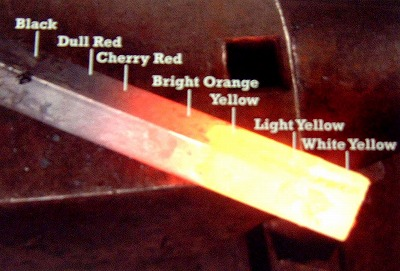 Black
Dull Red
Cherry Red
Bright Orange
Yellow
Light Yellow
White Yellow